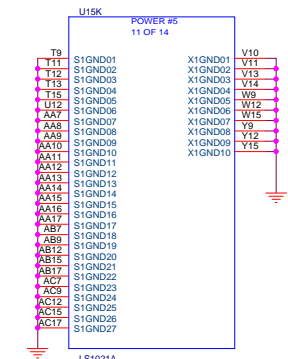 U15K
POWER #5
11 OF 14
T9 S1GND01 X1GND01 V10
T11 S1GND02 X1GND02 V11
T12 S1GND03 X1GND03 V13
T13 S1GND04 X1GND04 V14
T15 S1GND05 X1GND05 W9
U12 S1GND06 X1GND06 W12
AA7 S1GND07 X1GND07 W15
AA8 S1GND08 X1GND08 Y9
AA9 S1GND09 X1GND09 Y12
AA10 S1GND10 X1GND10 Y15
AA11 S1GND11
AA12 S1GND12
AA13 S1GND13
AA14 S1GND14
AA15 S1GND15
AA16 S1GND16
AA17 S1GND17
AB7 S1GND18
AB9 S1GND19
AB12 S1GND20
AB15 S1GND21
AB17 S1GND22
AC7 S1GND23
AC9 S1GND24
AC12 S1GND25
AC15 S1GND26
AC17 S1GND27
LS1021A